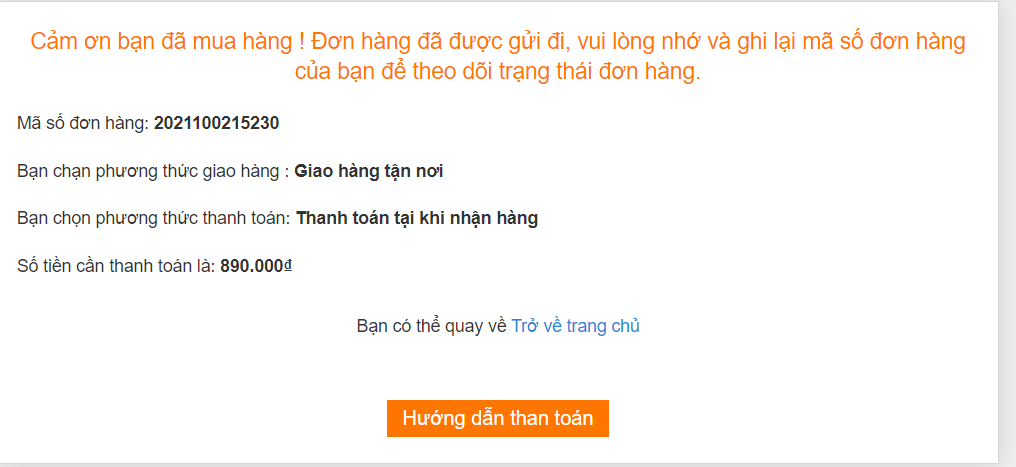 Cảm ơn bạn đã mua hàng ! Đơn hàng đã được gửi đi, vui lòng nhớ và ghi lại mã số đơn hàng
của bạn để theo dõi trạng thái đơn hàng.
Mã số đơn hàng: 2021100215230
Bạn chạn phương thức giao hàng : Giao hàng tận nơi
Bạn chọn phương thức thanh toán: Thanh toán tại khi nhận hàng
Số tiền cần thanh toán là: 890.000₫
Bạn có thể quay về Trở về trang chủ
Hướng dẫn than toán